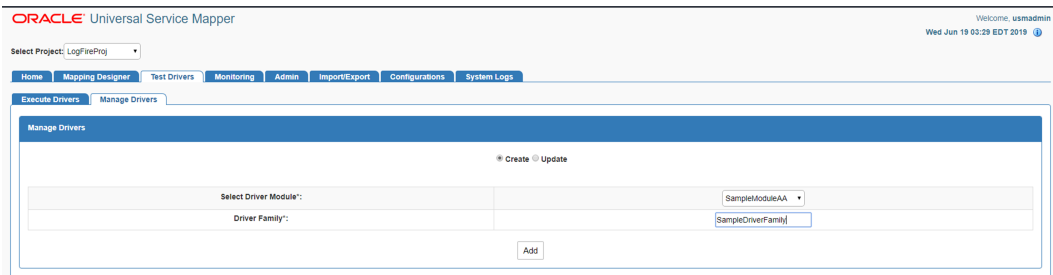 ORACLE® Universal Service Mapper
Welcome, usmadmin
Wed Jun 19 03:29 EDT 2019
Select Project: LogFireProj
Home Mapping Designer Test Drivers Monitoring Admin Import/Export Configurations System Logs
Execute Drivers Manage Drivers
Manage Drivers
Create Update
Select Driver Module*: SampleModuleAA
Driver Family*: SampleDriverFamily
Add